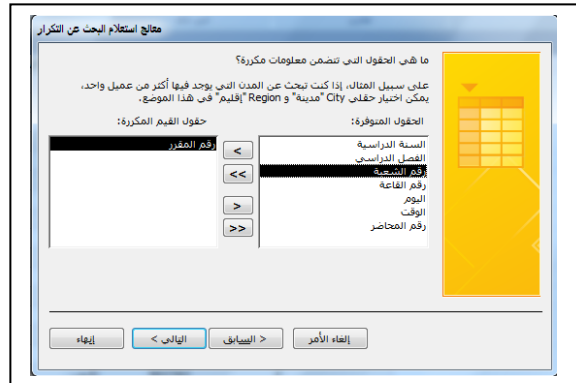 معالج استعلام البحث عن التكرار
ما هي الحقول التي تتضمن معلومات مكررة؟
على سبيل المثال، إذا كنت تبحث عن المدن التي يوجد فيها أكثر من عميل واحد،
يمكن اختيار حقلي City "مدينة" و Region "إقليم" في هذا الموضع.
الحقول المتوفرة:
حقول القيم المكررة:
السنة الدراسية
الفصل الدراسي
رقم الشعبة
رقم القاعة
اليوم
الوقت
رقم المحاضر
رقم المقرر
<
<<
>
>>
إلغاء الأمر
< السابق
التالي >
إنهاء